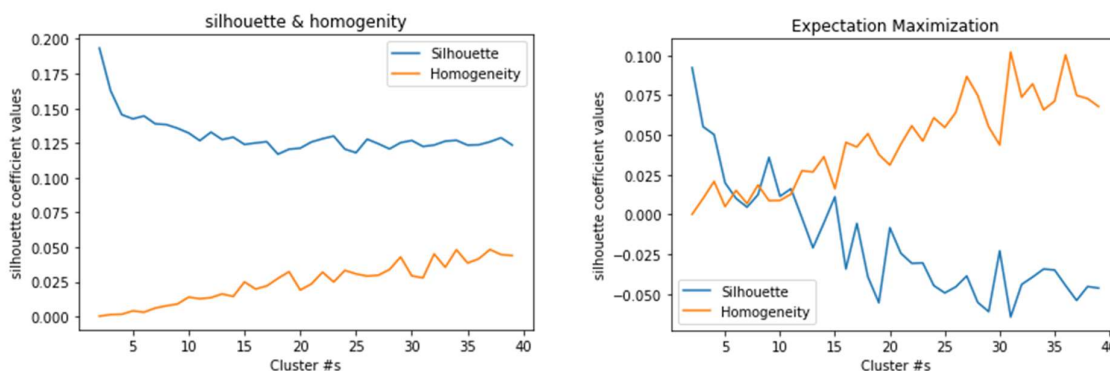 silhouette & homogenity
silhouette coefficient values
0.200
0.175
0.150
0.125
0.100
0.075
0.050
0.025
0.000
Silhouette
Homogeneity
5 10 15 20 25 30 35 40
Cluster #s
Expectation Maximization
silhouette coefficient values
0.100
0.075
0.050
0.025
0.000
−0.025
−0.050
Silhouette
Homogeneity
5 10 15 20 25 30 35 40
Cluster #s